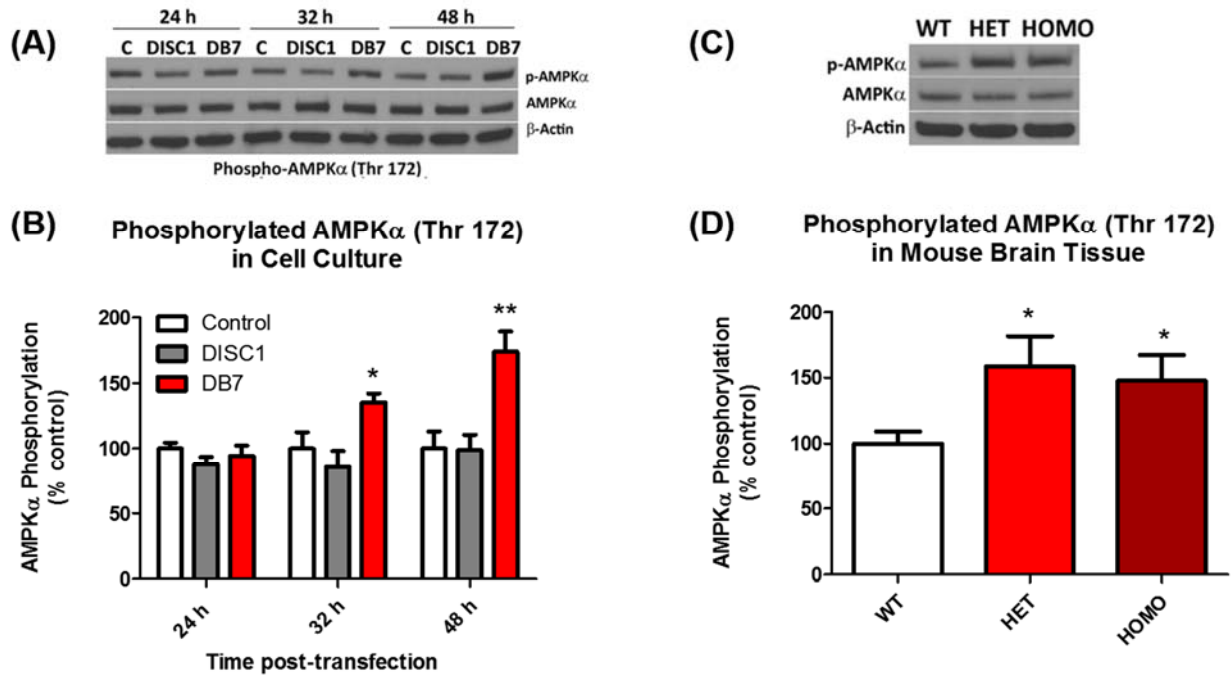 (A)
24 h 32 h 48 h
C DISC1 DB7 C DISC1 DB7 C DISC1 DB7
p-AMPKα
AMPKα
β-Actin
Phospho-AMPKα (Thr 172)
(C)
WT HET HOMO
p-AMPKα
AMPKα
β-Actin
(B)
Phosphorylated AMPKα (Thr 172)
in Cell Culture
AMPKα Phosphorylation
(% control)
200
150
100
50
0
Control
DISC1
DB7
*
**
24 h
32 h
48 h
Time post-transfection
(D)
Phosphorylated AMPKα (Thr 172)
in Mouse Brain Tissue
AMPKα Phosphorylation
(% control)
200
150
100
50
0
*
*
WT
HET
HOMO